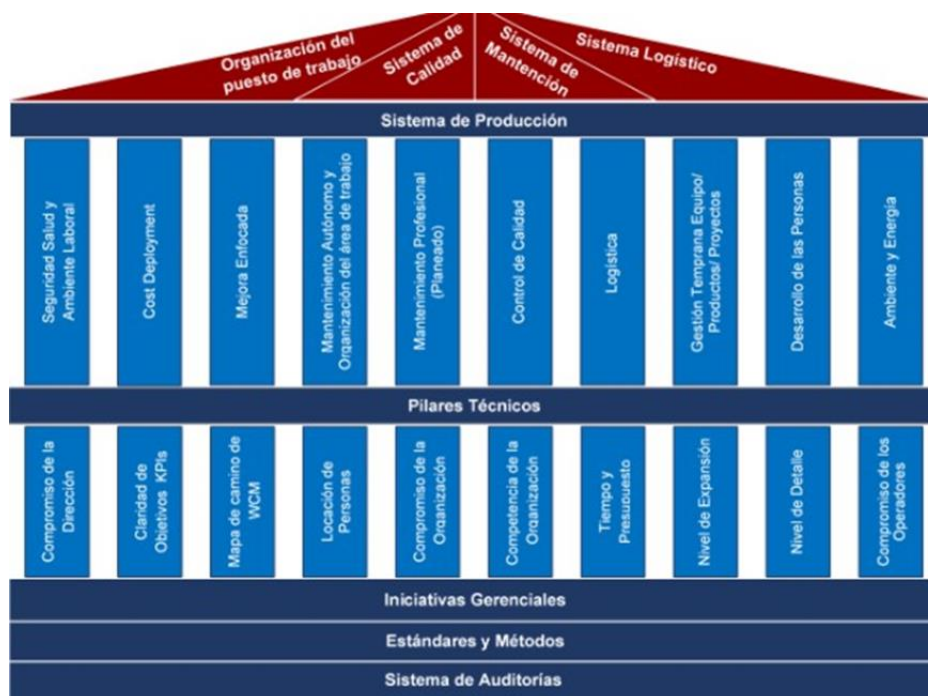 Organización del
puesto de trabajo
Sistema de
Calidad
Sistema de
Mantención
Sistema Logístico
Sistema de Producción
Seguridad Salud y
Ambiente Laboral
Cost Deployment
Mejora Enfocada
Mantenimiento Autónomo y
Organización del área de trabajo
Mantenimiento Profesional
(Planeado)
Control de Calidad
Logística
Gestión Temprana Equipo/
Productos/ Proyectos
Desarrollo de las Personas
Ambiente y Energía
Pilares Técnicos
Compromiso de la
Dirección
Claridad de
Objetivos KPIs
Mapa de camino de
WCM
Locación de
Personas
Compromiso de la
Organización
Competencia de la
Organización
Tiempo y
Presupuesto
Nivel de Expansión
Nivel de Detalle
Compromiso de los
Operadores
Iniciativas Gerenciales
Estándares y Métodos
Sistema de Auditorías